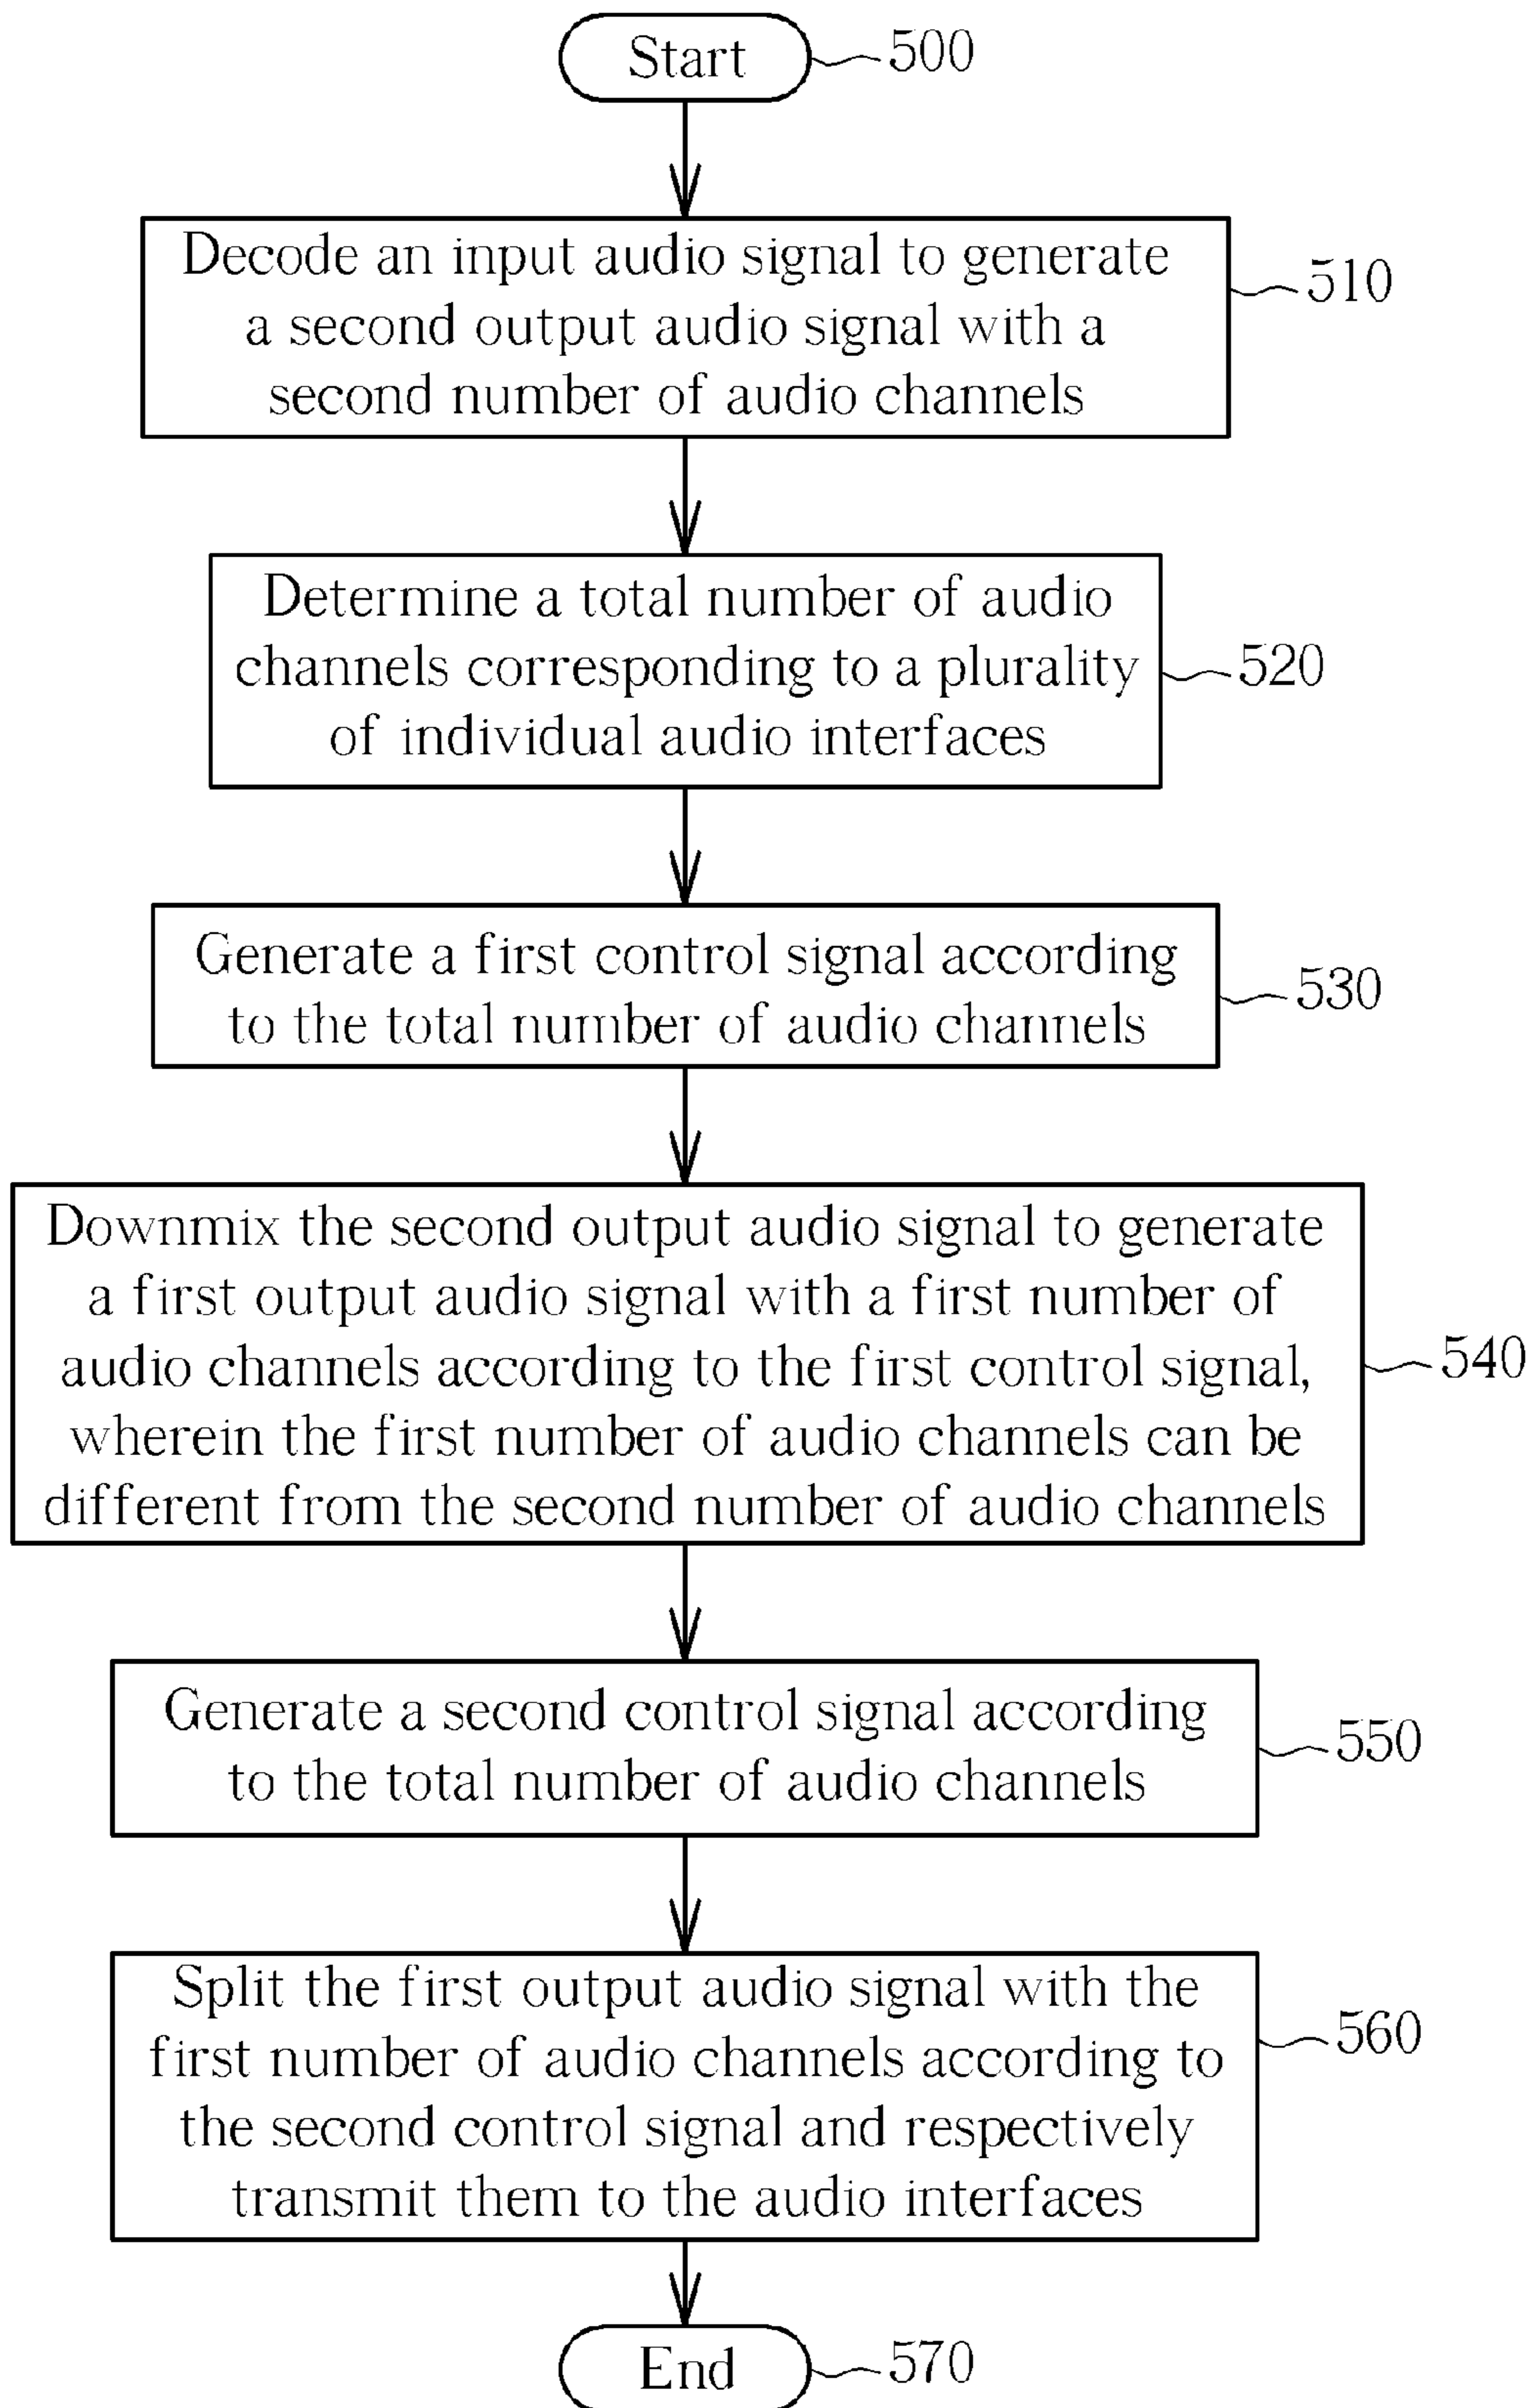 Start
500
Decode an input audio signal to generate
a second output audio signal with a
second number of audio channels
510
Determine a total number of audio
channels corresponding to a plurality
of individual audio interfaces
520
Generate a first control signal according
to the total number of audio channels
530
Downmix the second output audio signal to generate
a first output audio signal with a first number of
audio channels according to the first control signal,
wherein the first number of audio channels can be
different from the second number of audio channels
540
Generate a second control signal according
to the total number of audio channels
550
Split the first output audio signal with the
first number of audio channels according to
the second control signal and respectively
transmit them to the audio interfaces
560
End
570